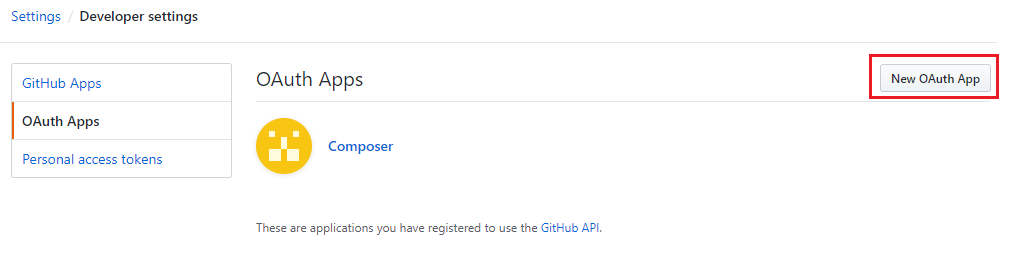 Settings / Developer settings
GitHub Apps
OAuth Apps
Personal access tokens
OAuth Apps
New OAuth App
Composer
These are applications you have registered to use the GitHub API.